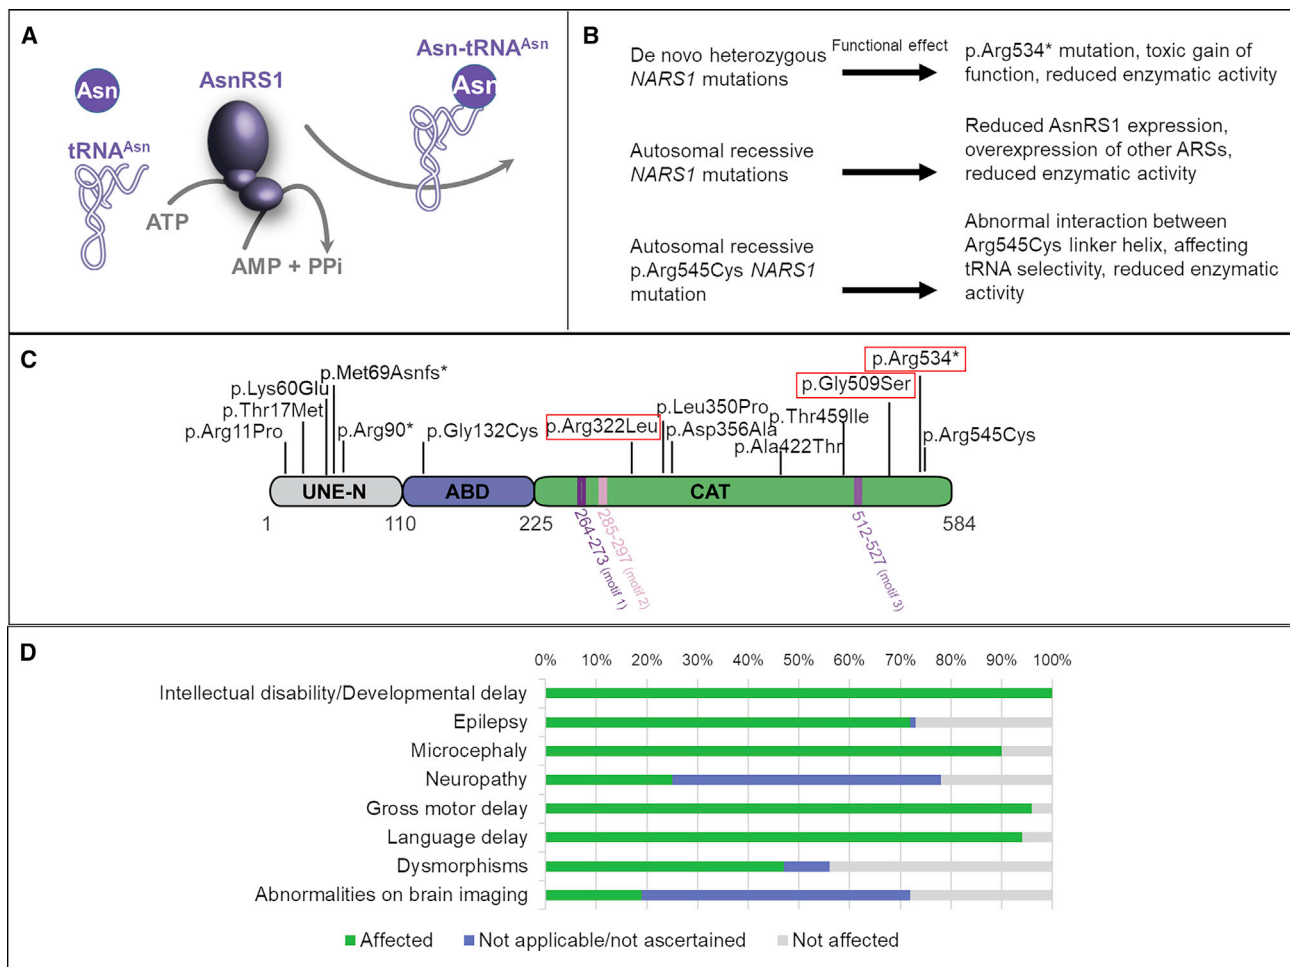 A
Asn
AsnRS1
Asn-tRNAAsn
Asn
tRNAAsn
ATP
AMP + PPi
B
De novo heterozygous
NARS1 mutations
Functional effect
p.Arg534* mutation, toxic gain of
function, reduced enzymatic activity
Autosomal recessive
NARS1 mutations
Reduced AsnRS1 expression,
overexpression of other ARSs,
reduced enzymatic activity
Autosomal recessive
p.Arg545Cys NARS1
mutation
Abnormal interaction between
Arg545Cys linker helix, affecting
tRNA selectivity, reduced enzymatic
activity
C
p.Arg11Pro
p.Thr17Met
p.Lys60Glu
p.Met69Asnfs*
p.Arg90*
p.Gly132Cys
p.Arg322Leu
p.Leu350Pro
p.Asp356Ala
p.Ala422Thr
p.Thr459Ile
p.Gly509Ser
p.Arg534*
p.Arg545Cys
UNE-N
ABD
CAT
1
110
225
584
264-273 (motif 1)
285-297 (motif 2)
512-527 (motif 3)
D
0% 10% 20% 30% 40% 50% 60% 70% 80% 90% 100%
Intellectual disability/Developmental delay
Epilepsy
Microcephaly
Neuropathy
Gross motor delay
Language delay
Dysmorphisms
Abnormalities on brain imaging
Affected
Not applicable/not ascertained
Not affected